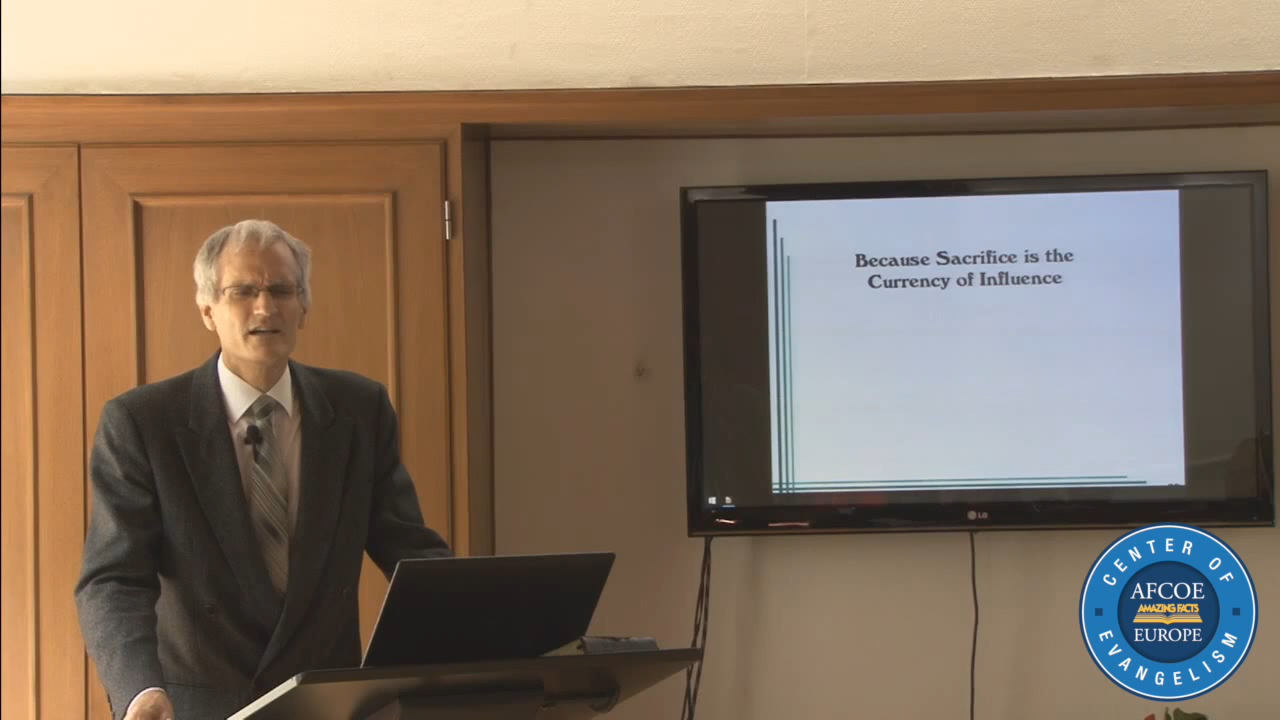 Because Sacrifice is the
Currency of Influence
LG
CENTER OF
AFCOE
AMAZING FACTS
EUROPE
EVANGELISM